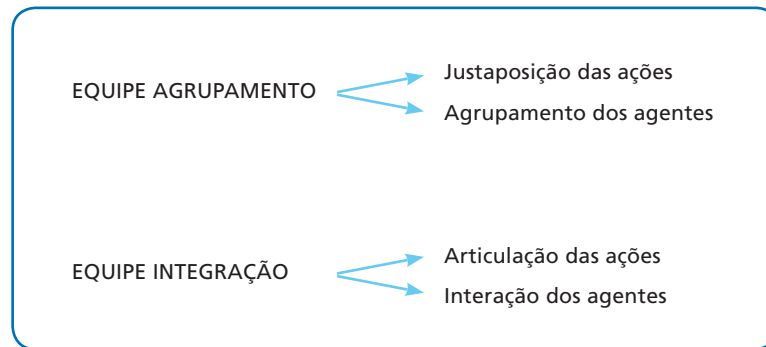 EQUIPE AGRUPAMENTO
Justaposição das ações
Agrupamento dos agentes
EQUIPE INTEGRAÇÃO
Articulação das ações
Interação dos agentes